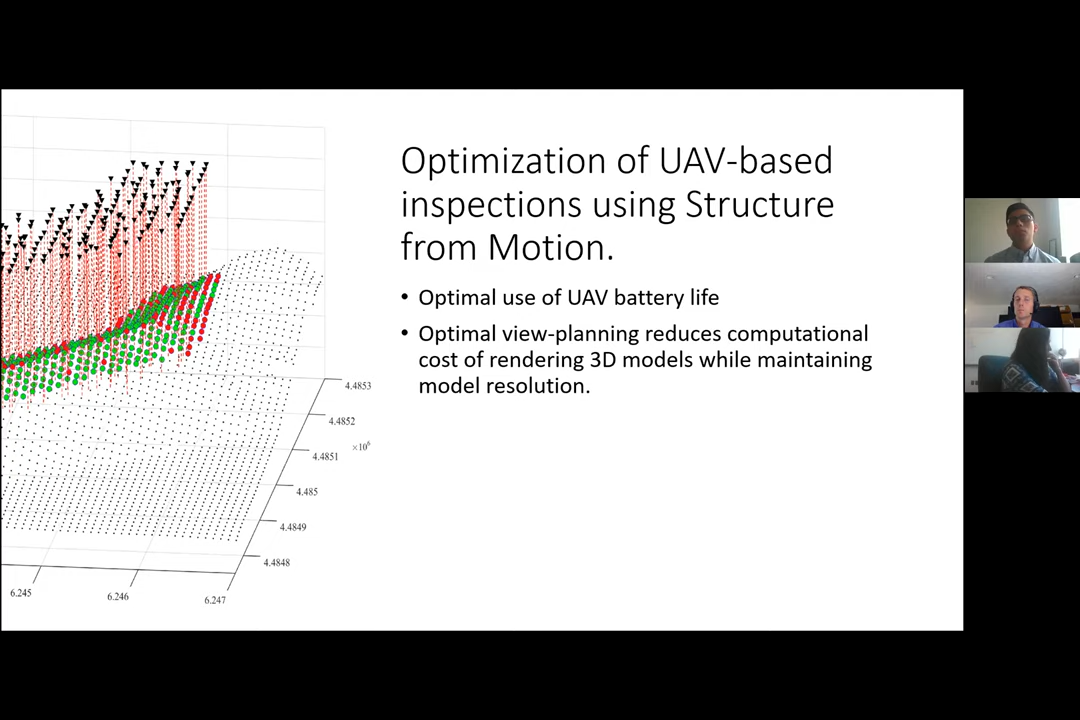 Optimization of UAV-based
inspections using Structure
from Motion.
• Optimal use of UAV battery life
• Optimal view-planning reduces computational
cost of rendering 3D models while maintaining
model resolution.
4.4853
4.4852
×10⁶
4.4851
4.485
4.4849
4.4848
6.245
6.246
6.247